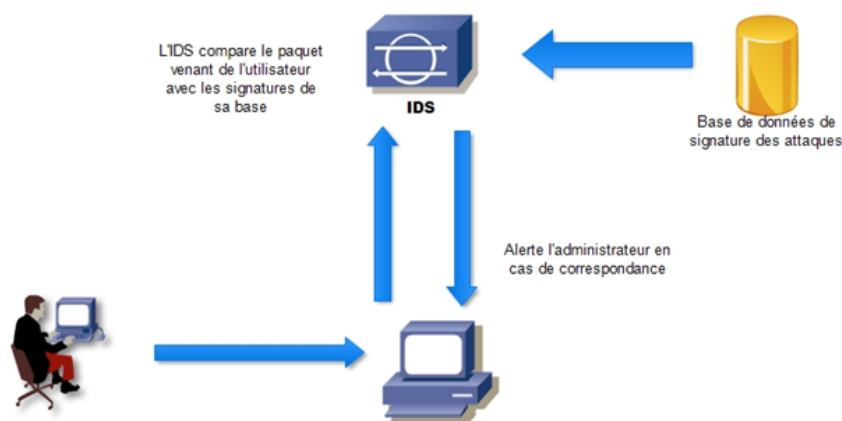 L'IDS compare le paquet
venant de l'utilisateur
avec les signatures de
sa base
IDS
Base de données de
signature des attaques
Alerte l'administrateur en
cas de correspondance